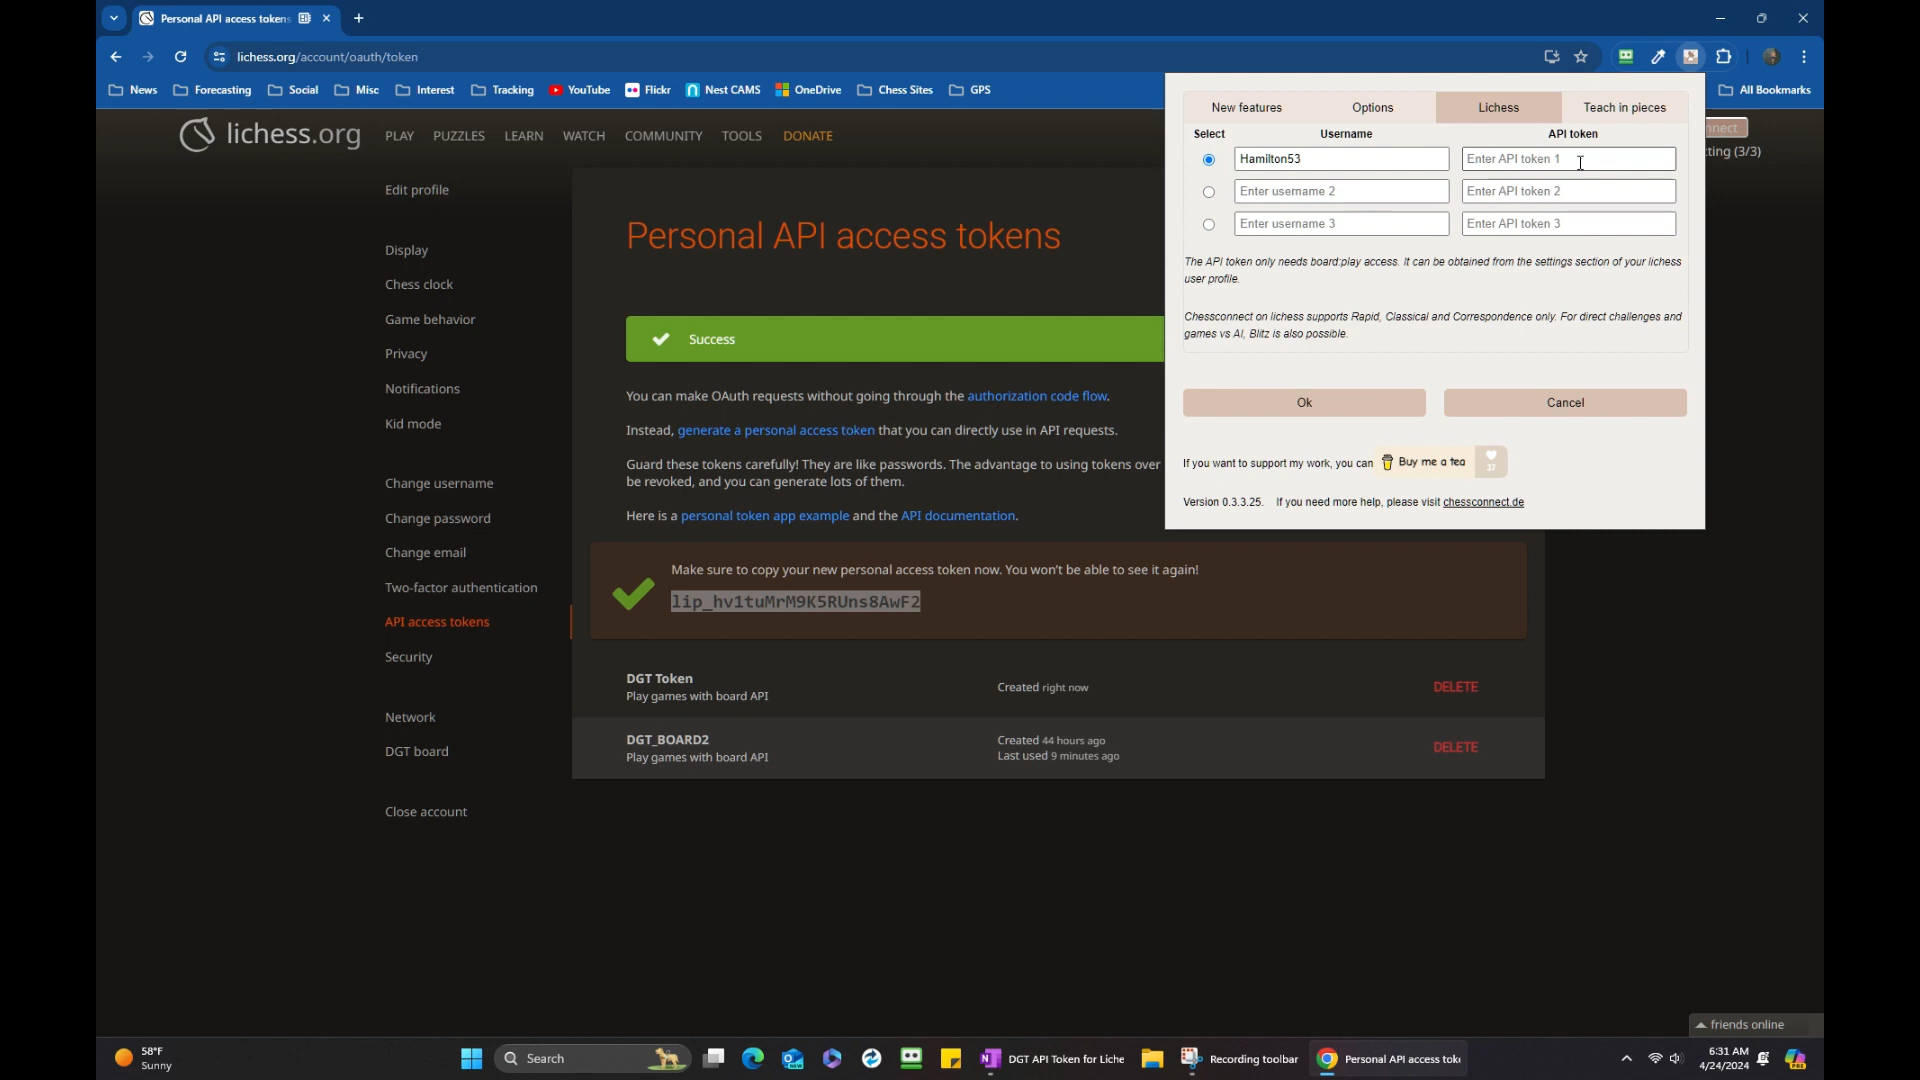 Personal API access tokens
lichess.org/account/oauth/token
News
Forecasting
Social
Misc
Interest
Tracking
YouTube
Flickr
Nest CAMS
OneDrive
Chess Sites
GPS
All Bookmarks
lichess.org
PLAY
PUZZLES
LEARN
WATCH
COMMUNITY
TOOLS
DONATE
nnect
ting (3/3)
Edit profile
Display
Chess clock
Game behavior
Privacy
Notifications
Kid mode
Change username
Change password
Change email
Two-factor authentication
API access tokens
Security
Network
DGT board
Close account
Personal API access tokens
Success
You can make OAuth requests without going through the authorization code flow.
Instead, generate a personal access token that you can directly use in API requests.
Guard these tokens carefully! They are like passwords. The advantage to using tokens over
be revoked, and you can generate lots of them.
Here is a personal token app example and the API documentation.
Make sure to copy your new personal access token now. You won't be able to see it again!
lip_hv1tuMrM9K5RUns8AwF2
DGT Token
Play games with board API
Created right now
DELETE
DGT_BOARD2
Play games with board API
Created 44 hours ago
Last used 9 minutes ago
DELETE
New features
Options
Lichess
Teach in pieces
Select
Username
API token
Hamilton53
Enter API token 1
Enter username 2
Enter API token 2
Enter username 3
Enter API token 3
The API token only needs board:play access. It can be obtained from the settings section of your lichess
user profile.
Chessconnect on lichess supports Rapid, Classical and Correspondence only. For direct challenges and
games vs AI, Blitz is also possible.
Ok
Cancel
If you want to support my work, you can
Buy me a tea
37
Version 0.3.3.25. If you need more help, please visit chessconnect.de
friends online
58°F
Sunny
Search
DGT API Token for Liche
Recording toolbar
Personal API access tok
6:31 AM
4/24/2024